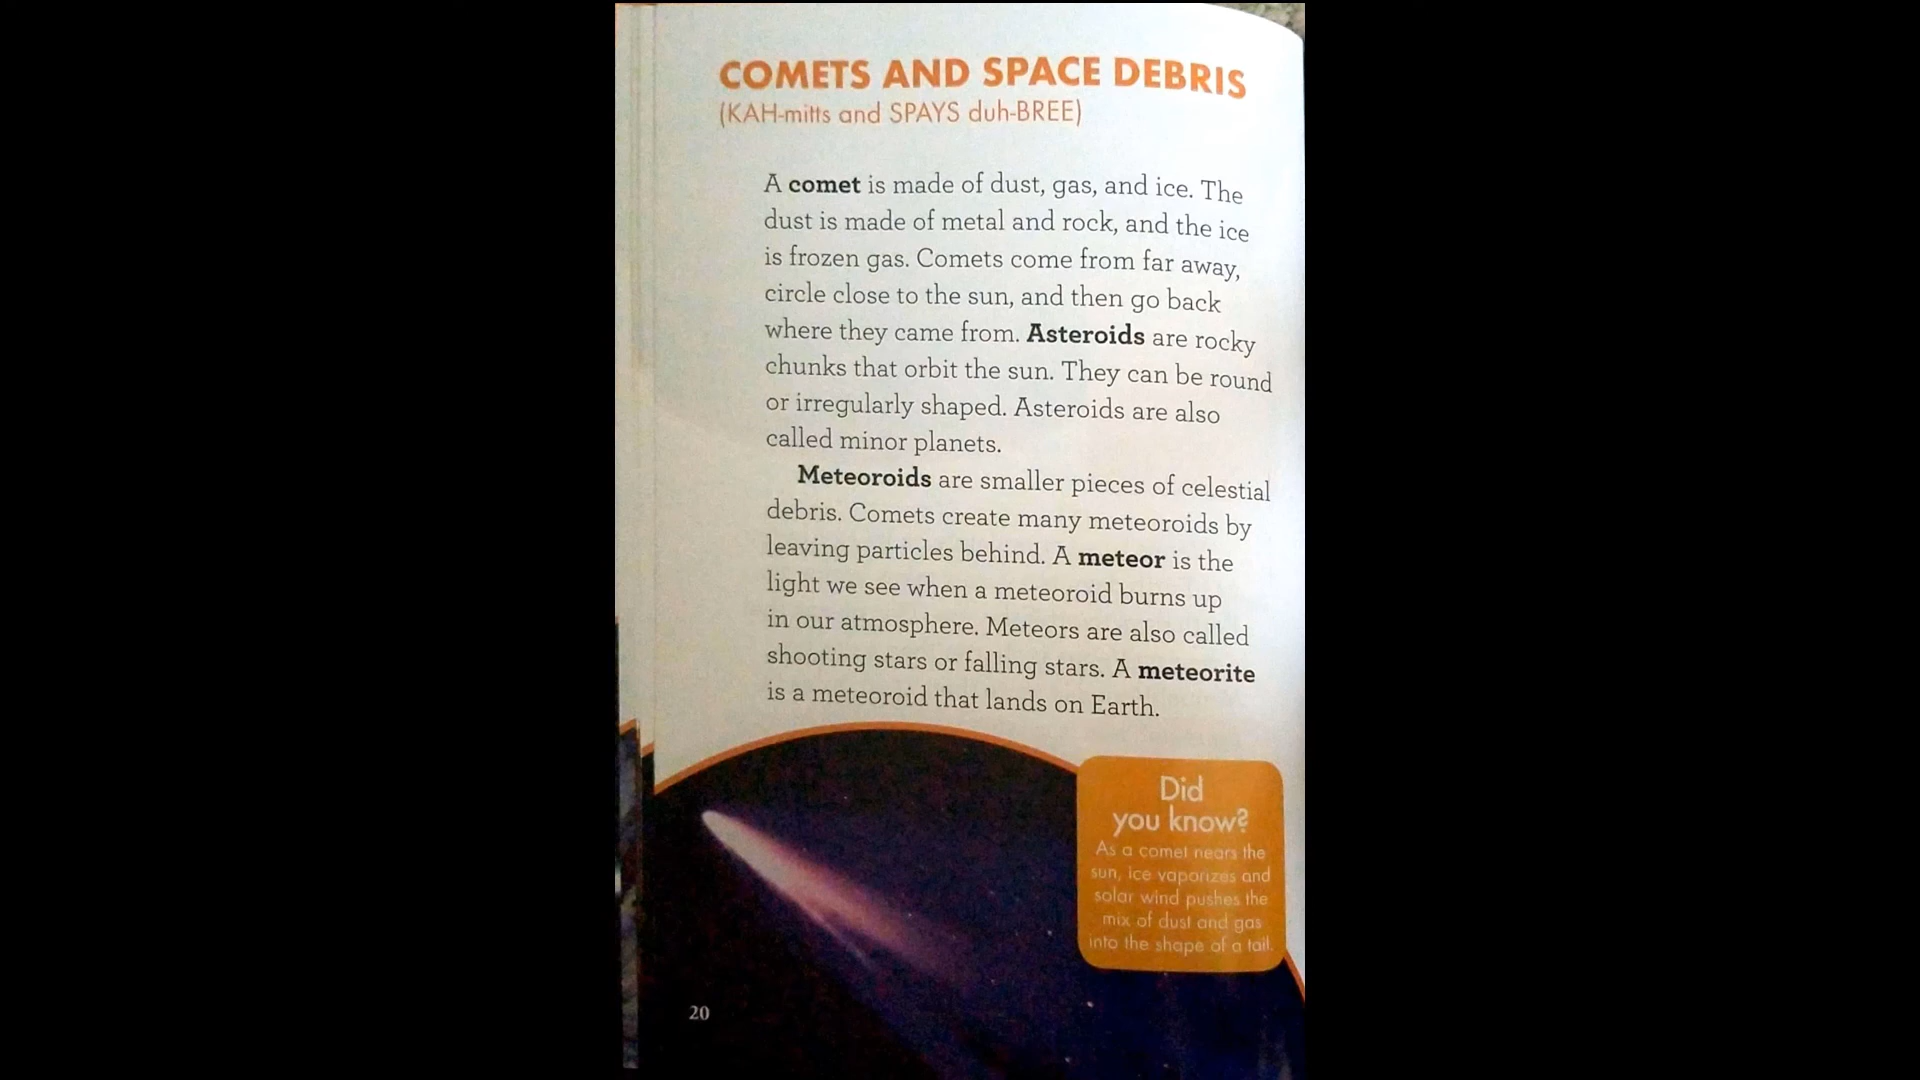 COMETS AND SPACE DEBRIS
(KAH-mitts and SPAYS duh-BREE)
A comet is made of dust, gas, and ice. The
dust is made of metal and rock, and the ice
is frozen gas. Comets come from far away,
circle close to the sun, and then go back
where they came from. Asteroids are rocky
chunks that orbit the sun. They can be round
or irregularly shaped. Asteroids are also
called minor planets.
Meteoroids are smaller pieces of celestial
debris. Comets create many meteoroids by
leaving particles behind. A meteor is the
light we see when a meteoroid burns up
in our atmosphere. Meteors are also called
shooting stars or falling stars. A meteorite
is a meteoroid that lands on Earth.
Did
you know?
As a comet nears the
sun, ice vaporizes and
solar wind pushes the
mix of dust and gas
into the shape of a tail.
20